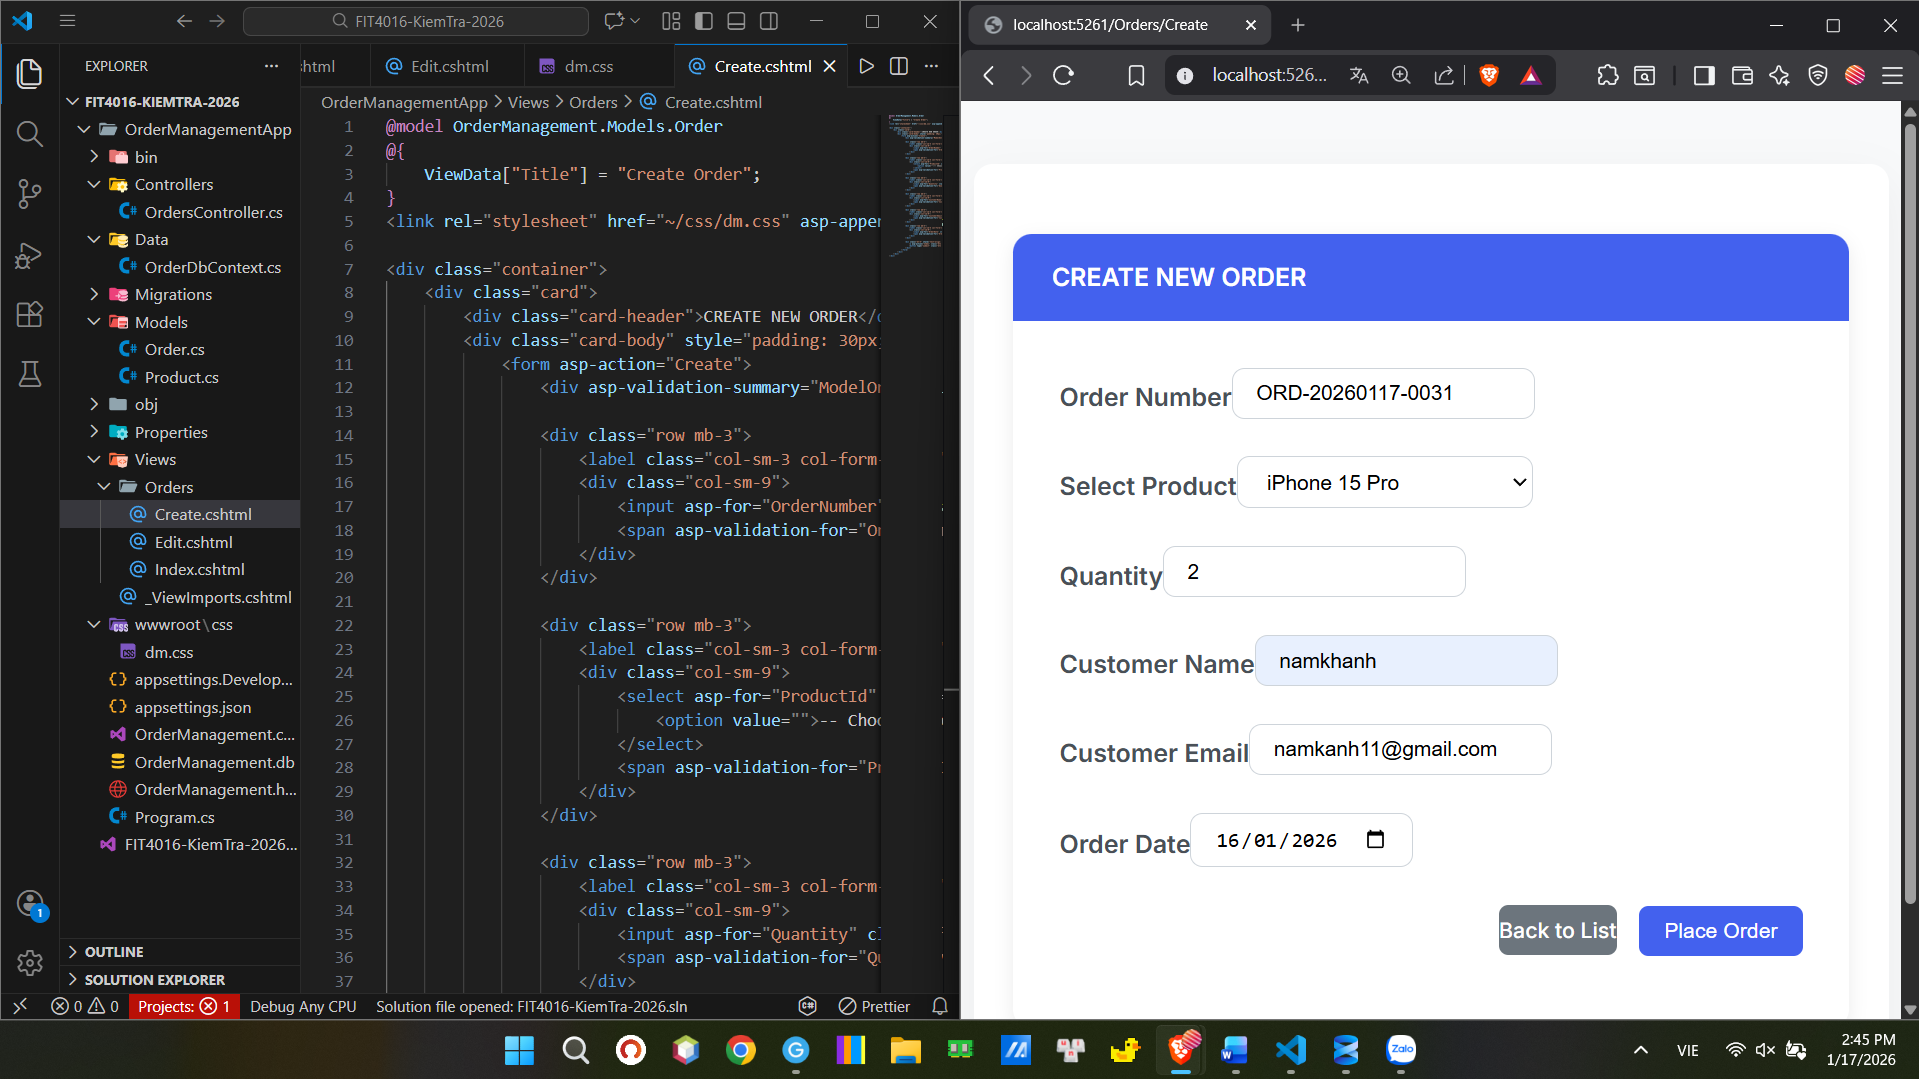 FIT4016-KiemTra-2026
EXPLORER
FIT4016-KIEMTRA-2026
OrderManagementApp
bin
Controllers
OrdersController.cs
Data
OrderDbContext.cs
Migrations
Models
Order.cs
Product.cs
obj
Properties
Views
Orders
Create.cshtml
Edit.cshtml
Index.cshtml
_ViewImports.cshtml
wwwroot\css
dm.css
appsettings.Develop...
appsettings.json
OrderManagement.c...
OrderManagement.db
OrderManagement.h...
Program.cs
FIT4016-KiemTra-2026...
OUTLINE
SOLUTION EXPLORER
shtml
Edit.cshtml
dm.css
Create.cshtml
OrderManagementApp > Views > Orders > Create.cshtml
1 @model OrderManagement.Models.Order
2 @{
3 ViewData["Title"] = "Create Order";
4 }
5 <link rel="stylesheet" href="~/css/dm.css" asp-appen
6
7 <div class="container">
8 <div class="card">
9 <div class="card-header">CREATE NEW ORDER</d
10 <div class="card-body" style="padding: 30px;
11 <form asp-action="Create">
12 <div asp-validation-summary="ModelOn
13
14 <div class="row mb-3">
15 <label class="col-sm-3 col-form-
16 <div class="col-sm-9">
17 <input asp-for="OrderNumber"
18 <span asp-validation-for="Or
19 </div>
20 </div>
21
22 <div class="row mb-3">
23 <label class="col-sm-3 col-form-
24 <div class="col-sm-9">
25 <select asp-for="ProductId"
26 <option value="">-- Choo
27 </select>
28 <span asp-validation-for="Pr
29 </div>
30 </div>
31
32 <div class="row mb-3">
33 <label class="col-sm-3 col-form-
34 <div class="col-sm-9">
35 <input asp-for="Quantity" cl
36 <span asp-validation-for="Qu
37 </div>
0 0 Projects: 1 Debug Any CPU Solution file opened: FIT4016-KiemTra-2026.sln Prettier
localhost:5261/Orders/Create
localhost:526...
CREATE NEW ORDER
Order Number ORD-20260117-0031
Select Product iPhone 15 Pro
Quantity 2
Customer Name namkhanh
Customer Email namkanh11@gmail.com
Order Date 16/01/2026
Back to List Place Order
1
Zalo
VIE
2:45 PM
1/17/2026